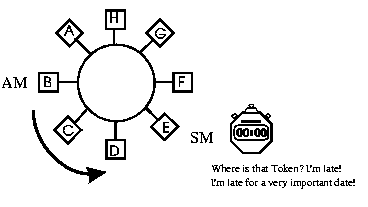 H
A G
AM B F
C E
D SM
00:00
Where is that Token? I'm late!
I'm late for a very important date!